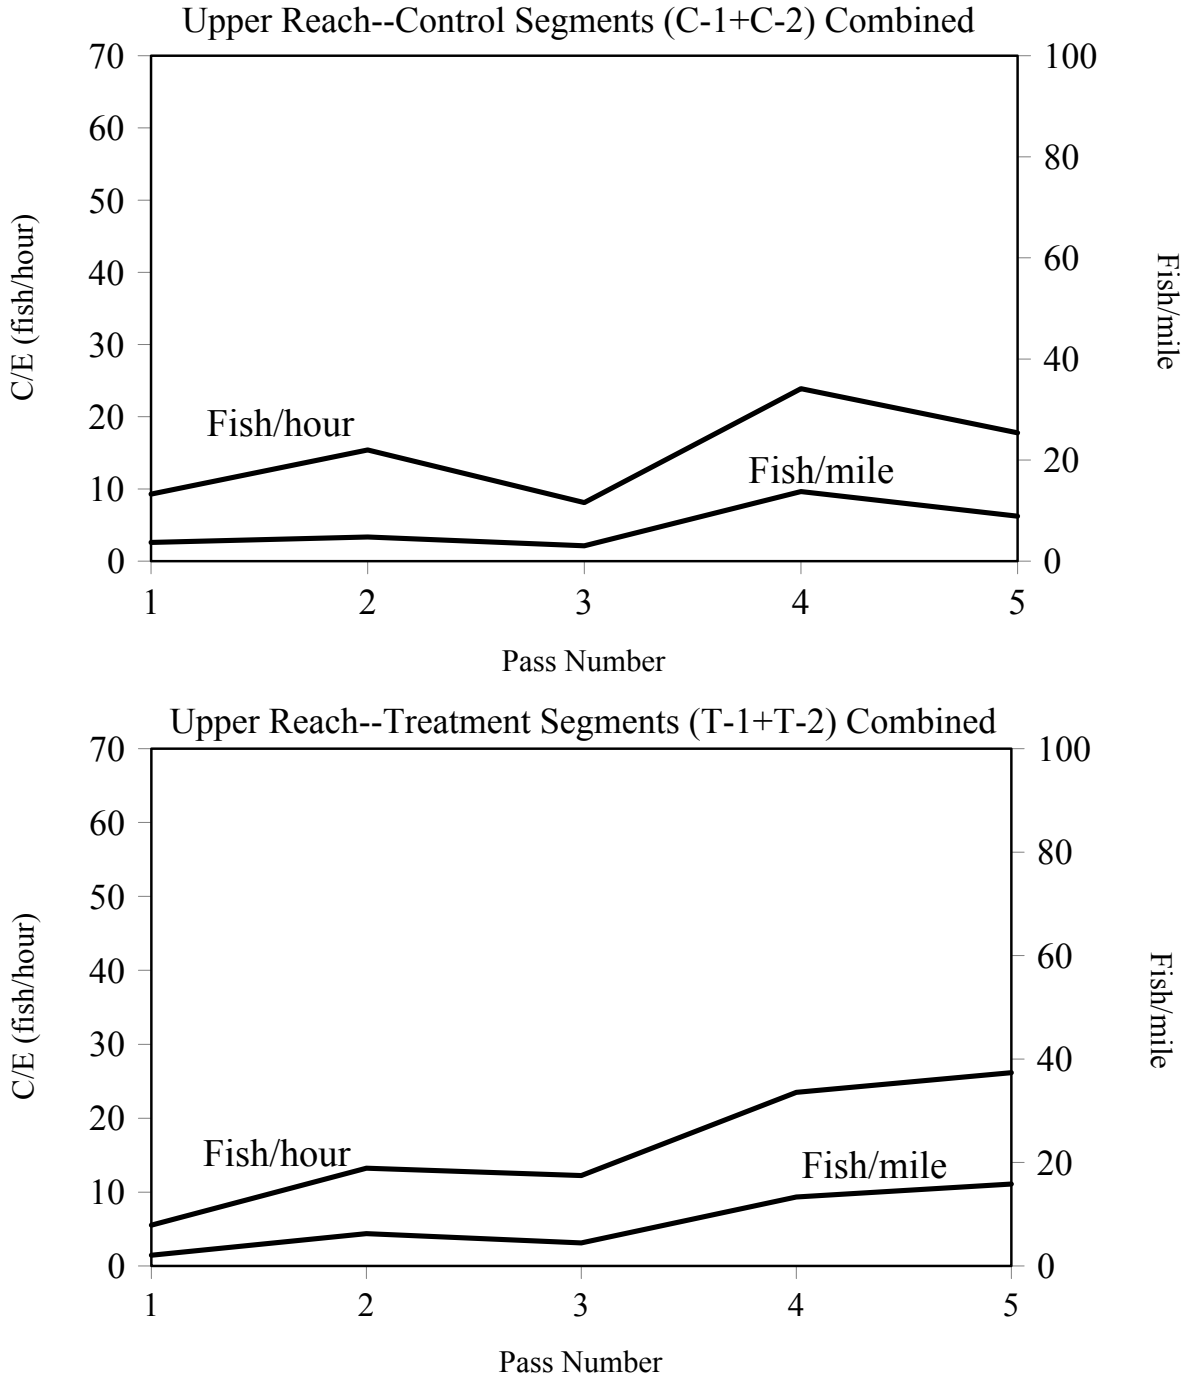 Upper Reach--Control Segments (C-1+C-2) Combined
70
60
50
40
30
20
10
0
C/E (fish/hour)
100
80
60
40
20
0
Fish/mile
Fish/hour
Fish/mile
1 2 3 4 5
Pass Number
Upper Reach--Treatment Segments (T-1+T-2) Combined
70
60
50
40
30
20
10
0
C/E (fish/hour)
100
80
60
40
20
0
Fish/mile
Fish/hour
Fish/mile
1 2 3 4 5
Pass Number